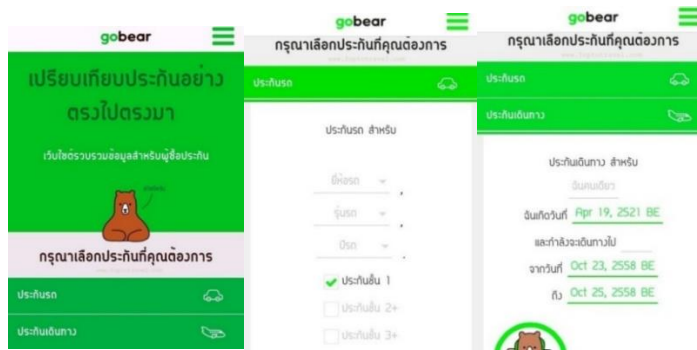 gobear
เปรียบเทียบประกันอย่าง
ตรงไปตรงมา
เว็บไซต์รวบรวมข้อมูลสำหรับผู้ซื้อประกัน
กรุณาเลือกประกันที่คุณต้องการ
ประกันรถ
ประกันเดินทาง
gobear
กรุณาเลือกประกันที่คุณต้องการ
ประกันรถ
ประกันรถ สำหรับ
ยี่ห้อรถ
รุ่นรถ
ปีรถ
ประกันชั้น 1
ประกันชั้น 2+
ประกันชั้น 3+
gobear
กรุณาเลือกประกันที่คุณต้องการ
ประกันรถ
ประกันเดินทาง
ประกันเดินทาง สำหรับ
ฉันคนเดียว
ฉันเกิดวันที่ Apr 19, 2521 BE
และกำลังจะเดินทางไป
จากวันที่ Oct 23, 2558 BE
ถึง Oct 25, 2558 BE